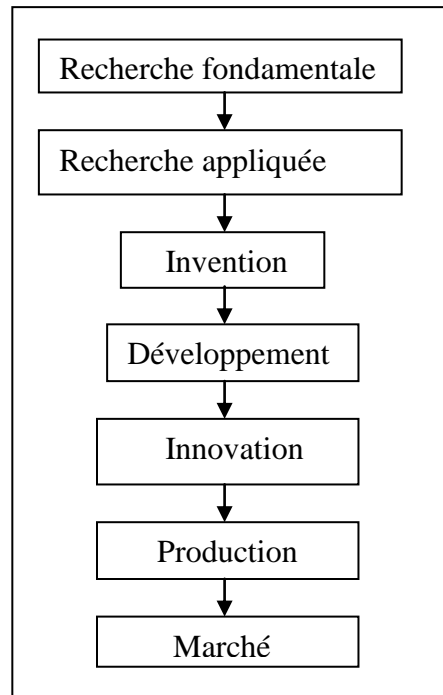 Recherche fondamentale
Recherche appliquée
Invention
Développement
Innovation
Production
Marché